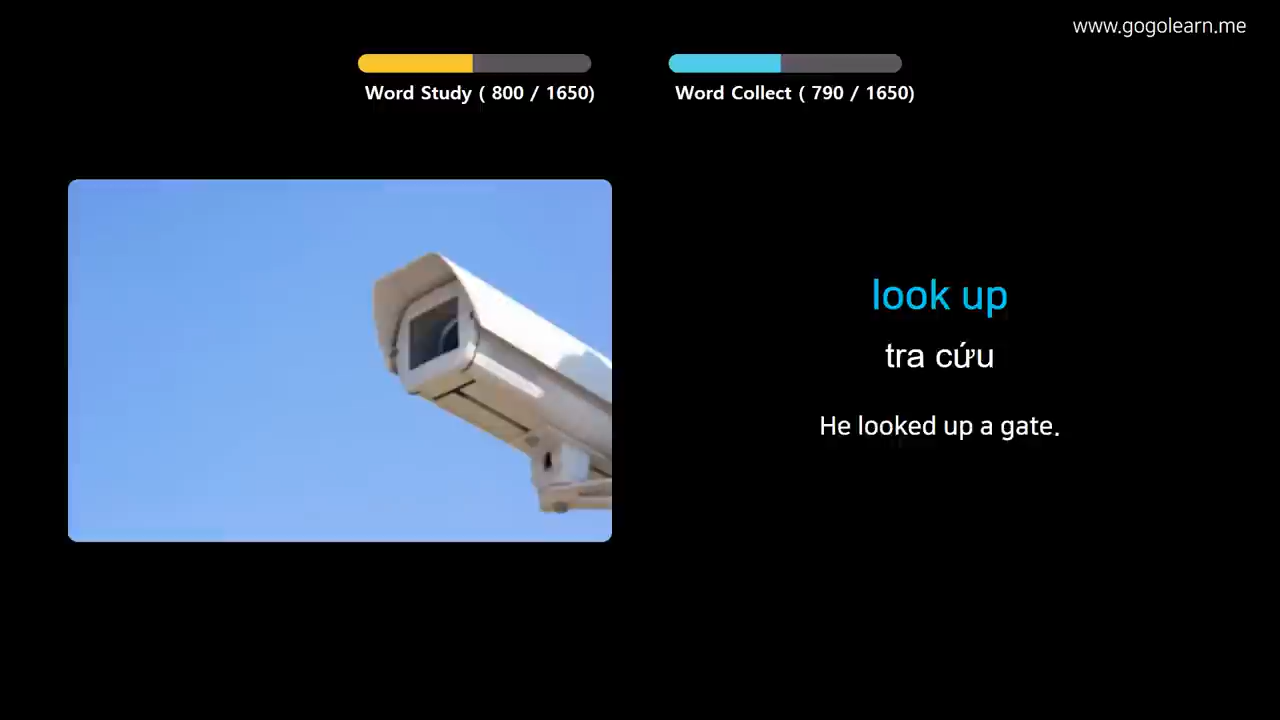 www.gogolearn.me
Word Study ( 800 / 1650)
Word Collect ( 790 / 1650)
look up
tra cứu
He looked up a gate.